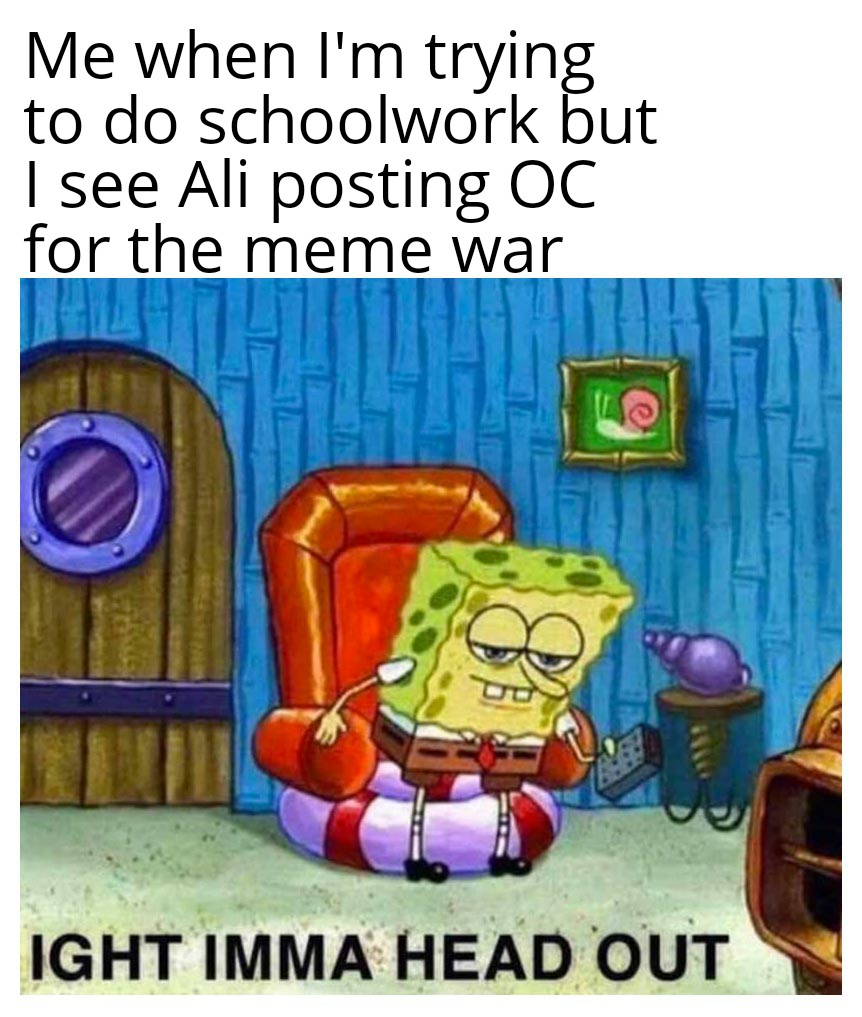 Me when I'm trying
to do schoolwork but
I see Ali posting OC
for the meme war
IGHT IMMA HEAD OUT